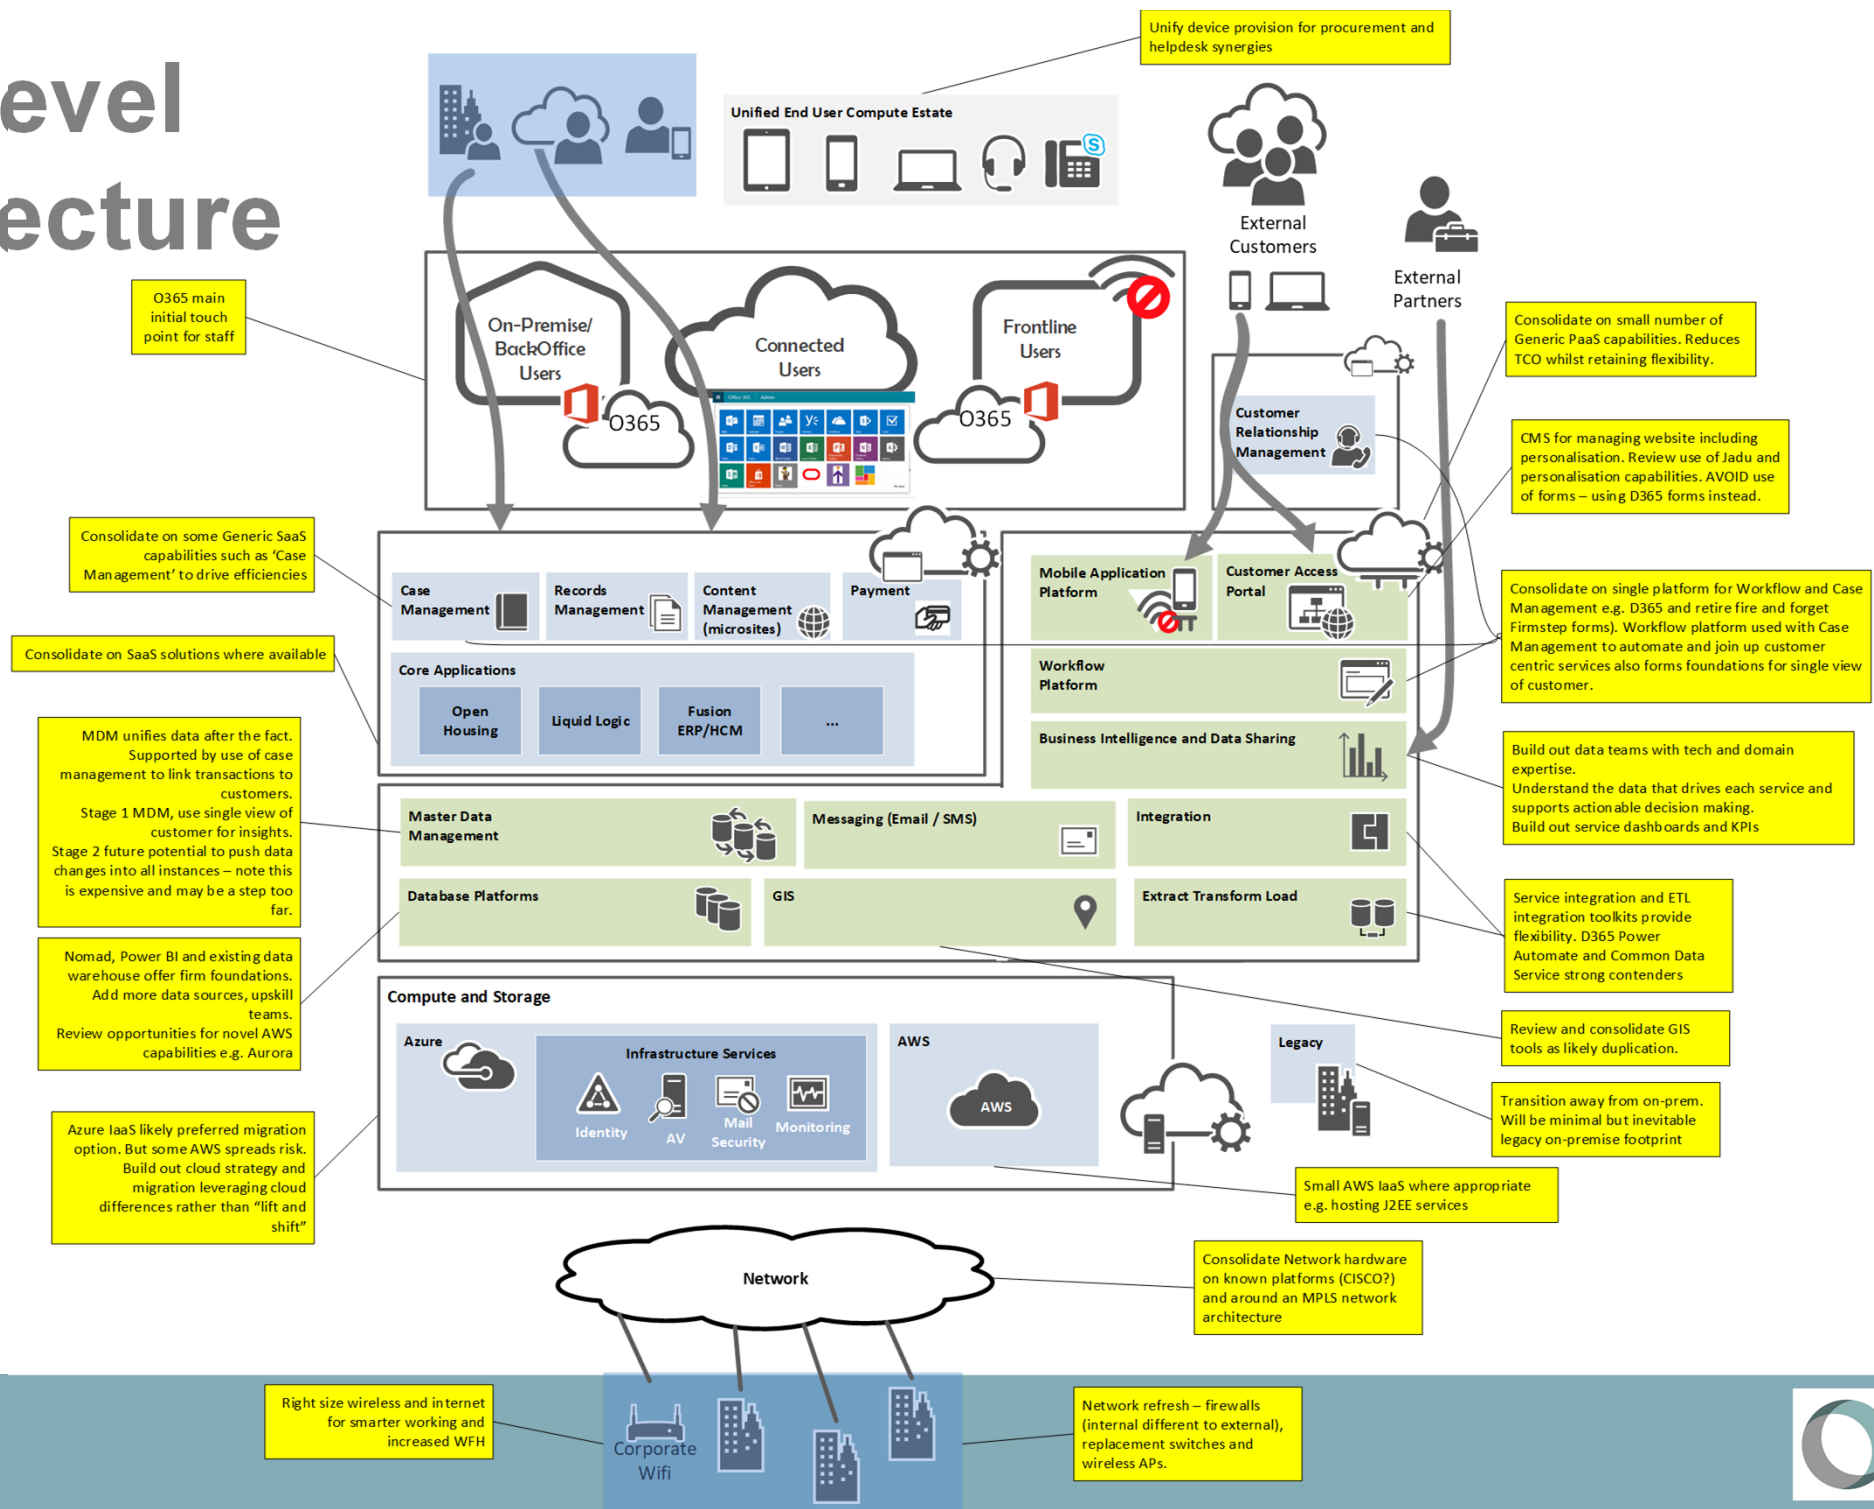 evel
ecture
Unify device provision for procurement and
helpdesk synergies
Unified End User Compute Estate
S
External
Customers
External
Partners
O365 main
initial touch
point for staff
On-Premise/
BackOffice
Users
O365
Connected
Users
Office 365
Admin
Frontline
Users
O365
Customer
Relationship
Management
Consolidate on small number of
Generic PaaS capabilities. Reduces
TCO whilst retaining flexibility.
CMS for managing website including
personalisation. Review use of Jadu and
personalisation capabilities. AVOID use
of forms – using D365 forms instead.
Consolidate on some Generic SaaS
capabilities such as ‘Case
Management’ to drive efficiencies
Case
Management
Records
Management
Content
Management
(microsites)
Payment
Mobile Application
Platform
Customer Access
Portal
Consolidate on single platform for Workflow and Case
Management e.g. D365 and retire fire and forget
Firmstep forms). Workflow platform used with Case
Management to automate and join up customer
centric services also forms foundations for single view
of customer.
Consolidate on SaaS solutions where available
Core Applications
Open
Housing
Liquid Logic
Fusion
ERP/HCM
...
Workflow
Platform
Business Intelligence and Data Sharing
MDM unifies data after the fact.
Supported by use of case
management to link transactions to
customers.
Stage 1 MDM, use single view of
customer for insights.
Stage 2 future potential to push data
changes into all instances – note this
is expensive and may be a step too
far.
Build out data teams with tech and domain
expertise.
Understand the data that drives each service and
supports actionable decision making.
Build out service dashboards and KPIs
Master Data
Management
Messaging (Email / SMS)
Integration
Database Platforms
GIS
Extract Transform Load
Service integration and ETL
integration toolkits provide
flexibility. D365 Power
Automate and Common Data
Service strong contenders
Nomad, Power BI and existing data
warehouse offer firm foundations.
Add more data sources, upskill
teams.
Review opportunities for novel AWS
capabilities e.g. Aurora
Review and consolidate GIS
tools as likely duplication.
Compute and Storage
Azure
Infrastructure Services
Identity
AV
Mail
Security
Monitoring
AWS
AWS
Legacy
Transition away from on-prem.
Will be minimal but inevitable
legacy on-premise footprint
Azure IaaS likely preferred migration
option. But some AWS spreads risk.
Build out cloud strategy and
migration leveraging cloud
differences rather than “lift and
shift”
Small AWS IaaS where appropriate
e.g. hosting J2EE services
Network
Consolidate Network hardware
on known platforms (CISCO?)
and around an MPLS network
architecture
Right size wireless and internet
for smarter working and
increased WFH
Corporate
Wifi
Network refresh – firewalls
(internal different to external),
replacement switches and
wireless APs.